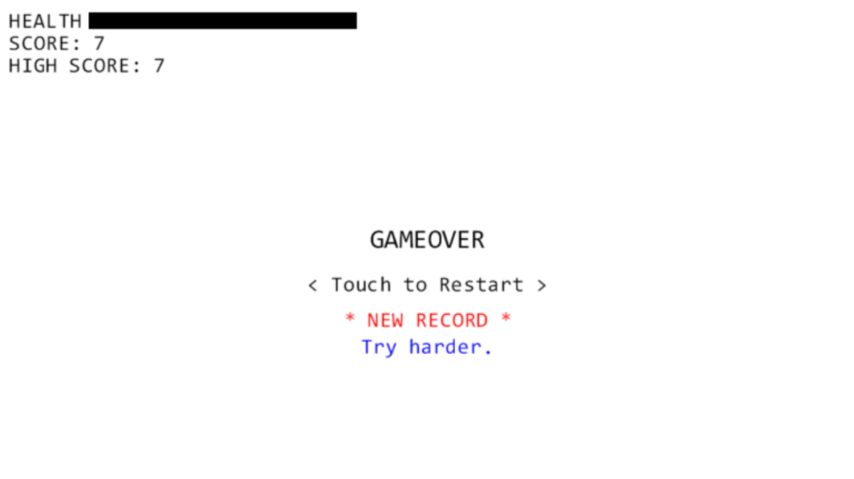 HEALTH
SCORE: 7
HIGH SCORE: 7
GAMEOVER
< Touch to Restart >
* NEW RECORD *
Try harder.